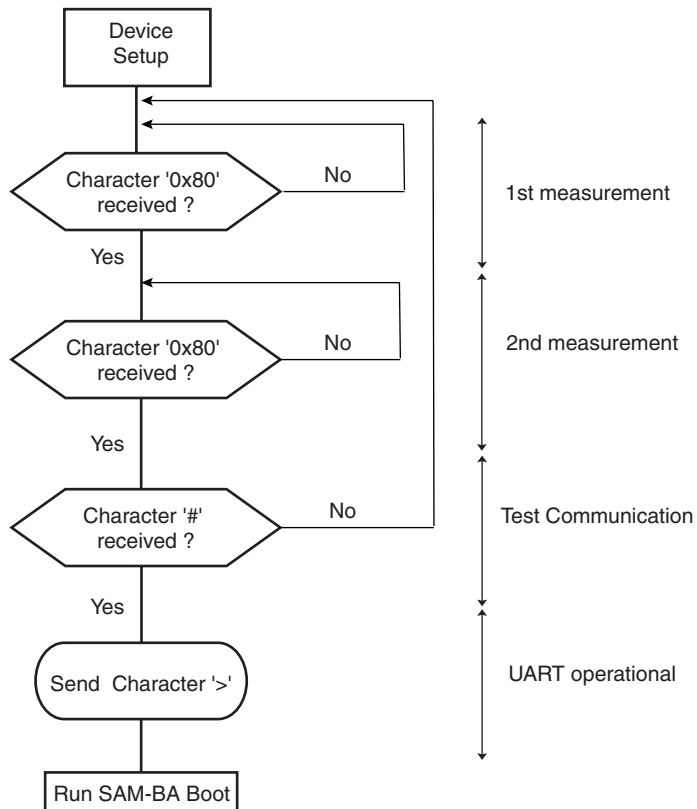 Device
Setup
Character '0x80'
received ?
No
1st measurement
Yes
Character '0x80'
received ?
No
2nd measurement
Yes
Character '#'
received ?
No
Test Communication
Yes
Send  Character '>'
UART operational
Run SAM-BA Boot